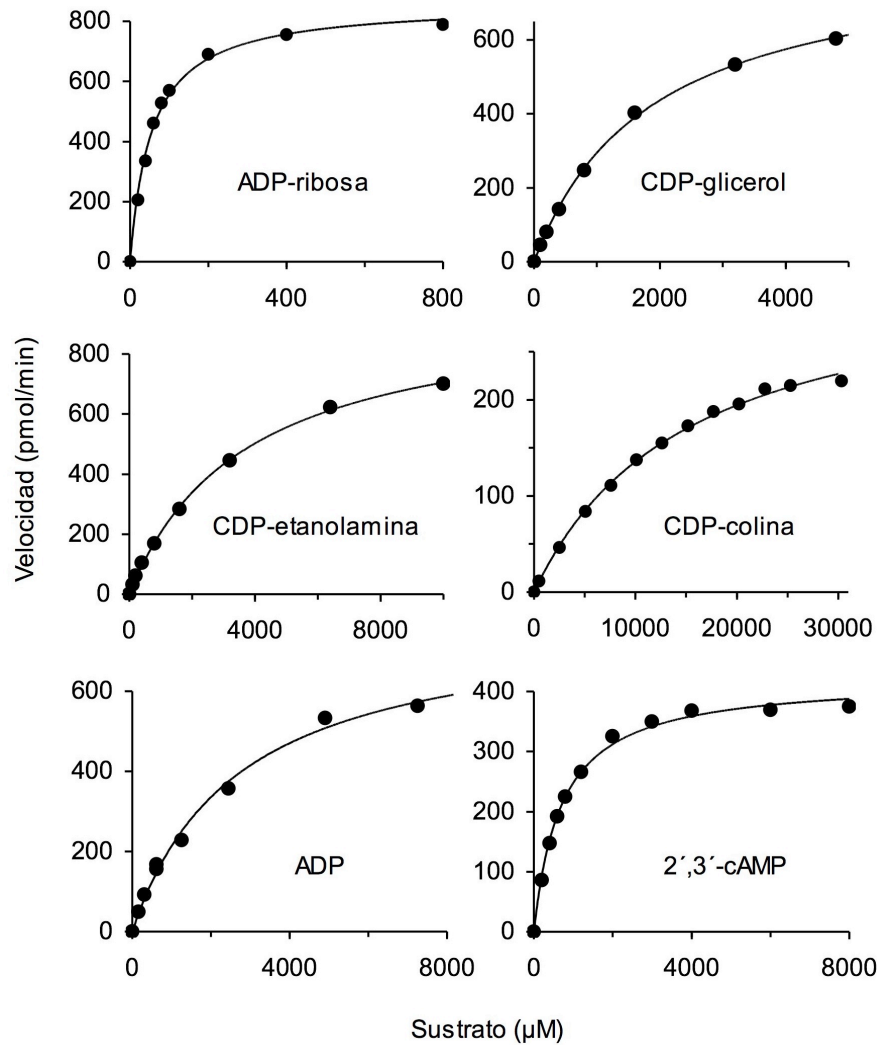 800
600
400
200
0
ADP-ribosa
0 400 800
600
400
200
0
CDP-glicerol
0 2000 4000
Velocidad (pmol/min)
800
600
400
200
0
CDP-etanolamina
0 4000 8000
200
100
0
CDP-colina
0 10000 20000 30000
600
400
200
0
ADP
0 4000 8000
400
300
200
100
0
2´,3´-cAMP
0 4000 8000
Sustrato (µM)